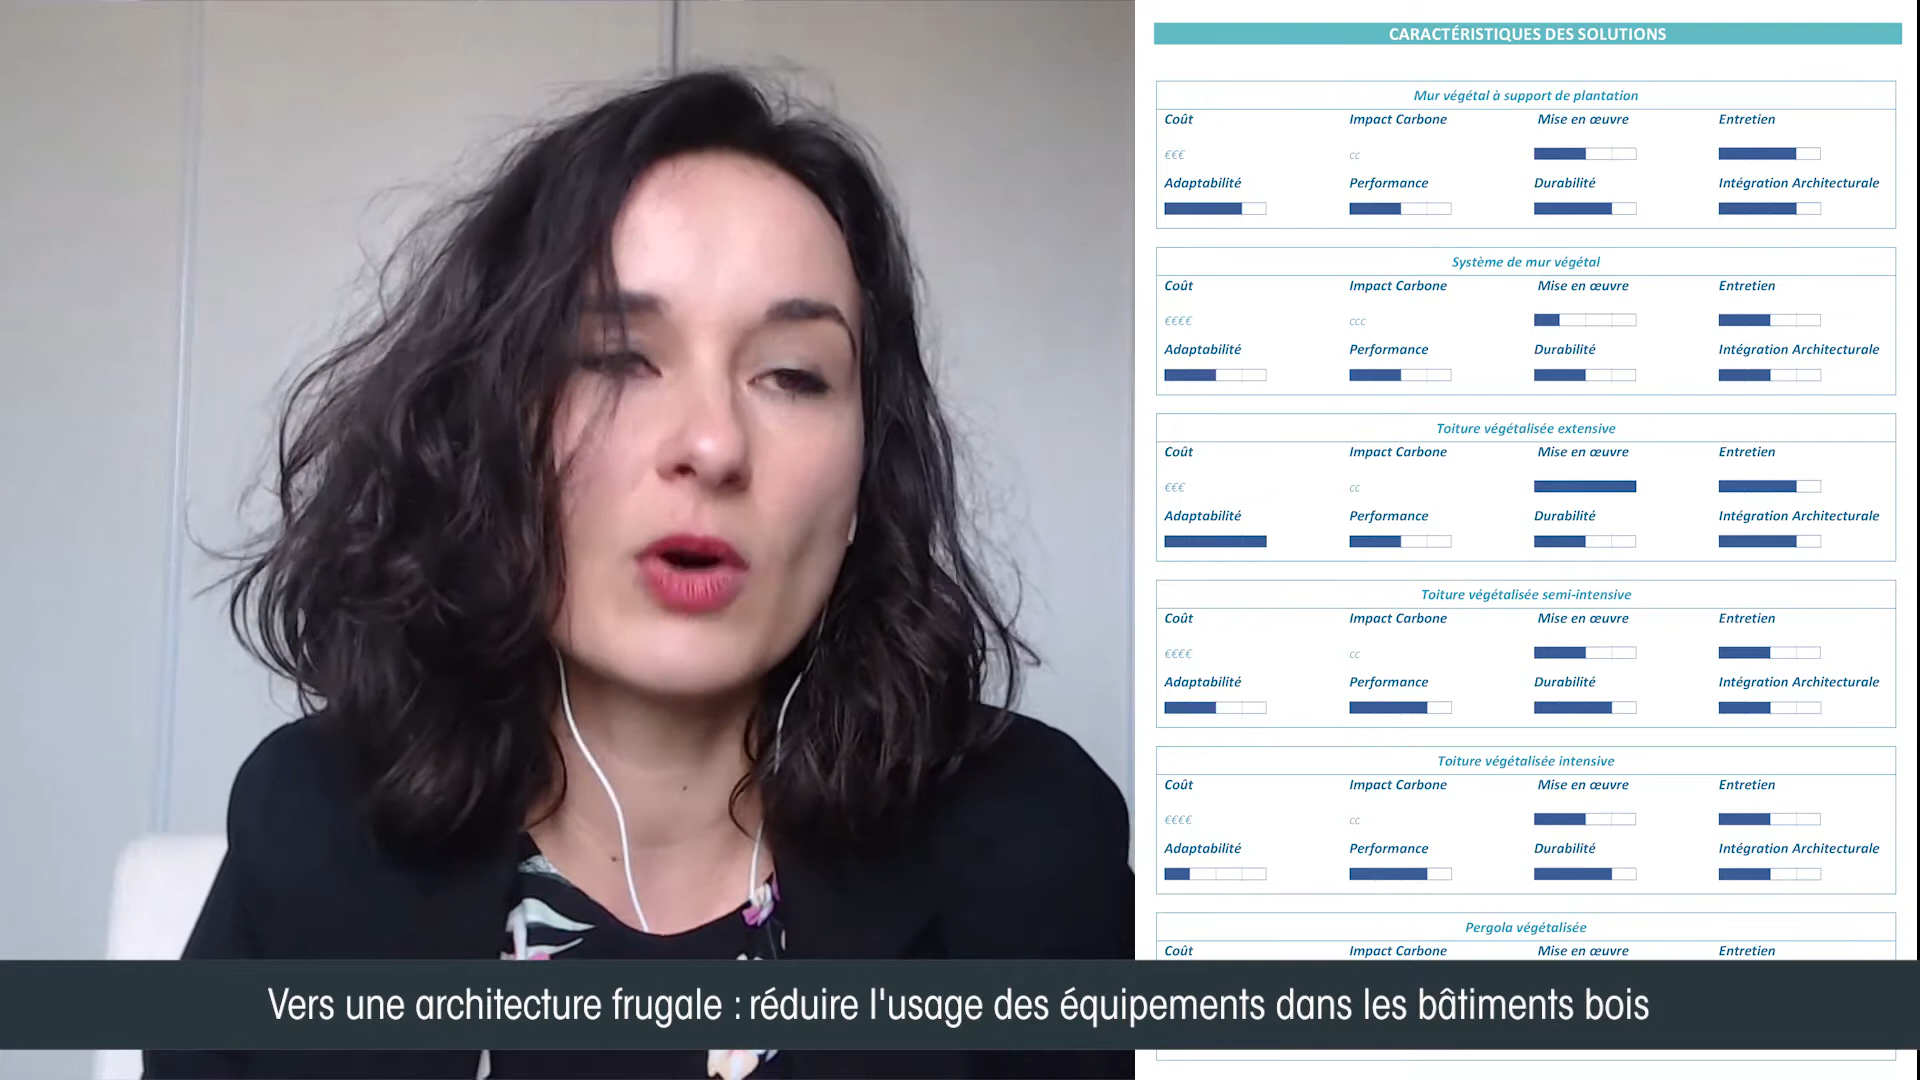 CARACTÉRISTIQUES DES SOLUTIONS
Mur végétal à support de plantation
Coût Impact Carbone Mise en œuvre Entretien
€€€ cc
Adaptabilité Performance Durabilité Intégration Architecturale
Système de mur végétal
Coût Impact Carbone Mise en œuvre Entretien
€€€€ ccc
Adaptabilité Performance Durabilité Intégration Architecturale
Toiture végétalisée extensive
Coût Impact Carbone Mise en œuvre Entretien
€€€ cc
Adaptabilité Performance Durabilité Intégration Architecturale
Toiture végétalisée semi-intensive
Coût Impact Carbone Mise en œuvre Entretien
€€€€ cc
Adaptabilité Performance Durabilité Intégration Architecturale
Toiture végétalisée intensive
Coût Impact Carbone Mise en œuvre Entretien
€€€€ cc
Adaptabilité Performance Durabilité Intégration Architecturale
Pergola végétalisée
Coût Impact Carbone Mise en œuvre Entretien
Vers une architecture frugale : réduire l'usage des équipements dans les bâtiments bois